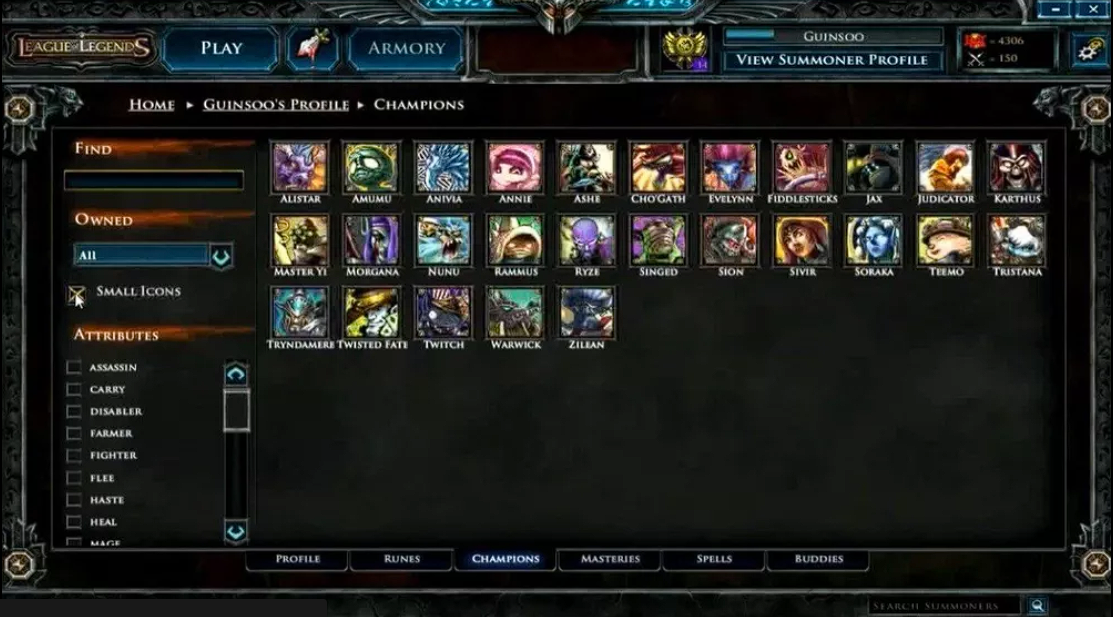 LEAGUE OF LEGENDS
PLAY
ARMORY
14
GUINSOO
VIEW SUMMONER PROFILE
= 4306
= 150
HOME ▸ GUINSOO'S PROFILE ▸ CHAMPIONS
FIND
OWNED
All
SMALL ICONS
ATTRIBUTES
ASSASSIN
CARRY
DISABLER
FARMER
FIGHTER
FLEE
HASTE
HEAL
MAGE
ALISTAR AMUMU ANIVIA ANNIE ASHE CHO'GATH EVELYNN FIDDLESTICKS JAX JUDICATOR KARTHUS
MASTER YI MORGANA NUNU RAMMUS RYZE SINGED SION SIVIR SORAKA TEEMO TRISTANA
TRYNDAMERE TWISTED FATE TWITCH WARWICK ZILEAN
PROFILE RUNES CHAMPIONS MASTERIES SPELLS BUDDIES
SEARCH SUMMONERS